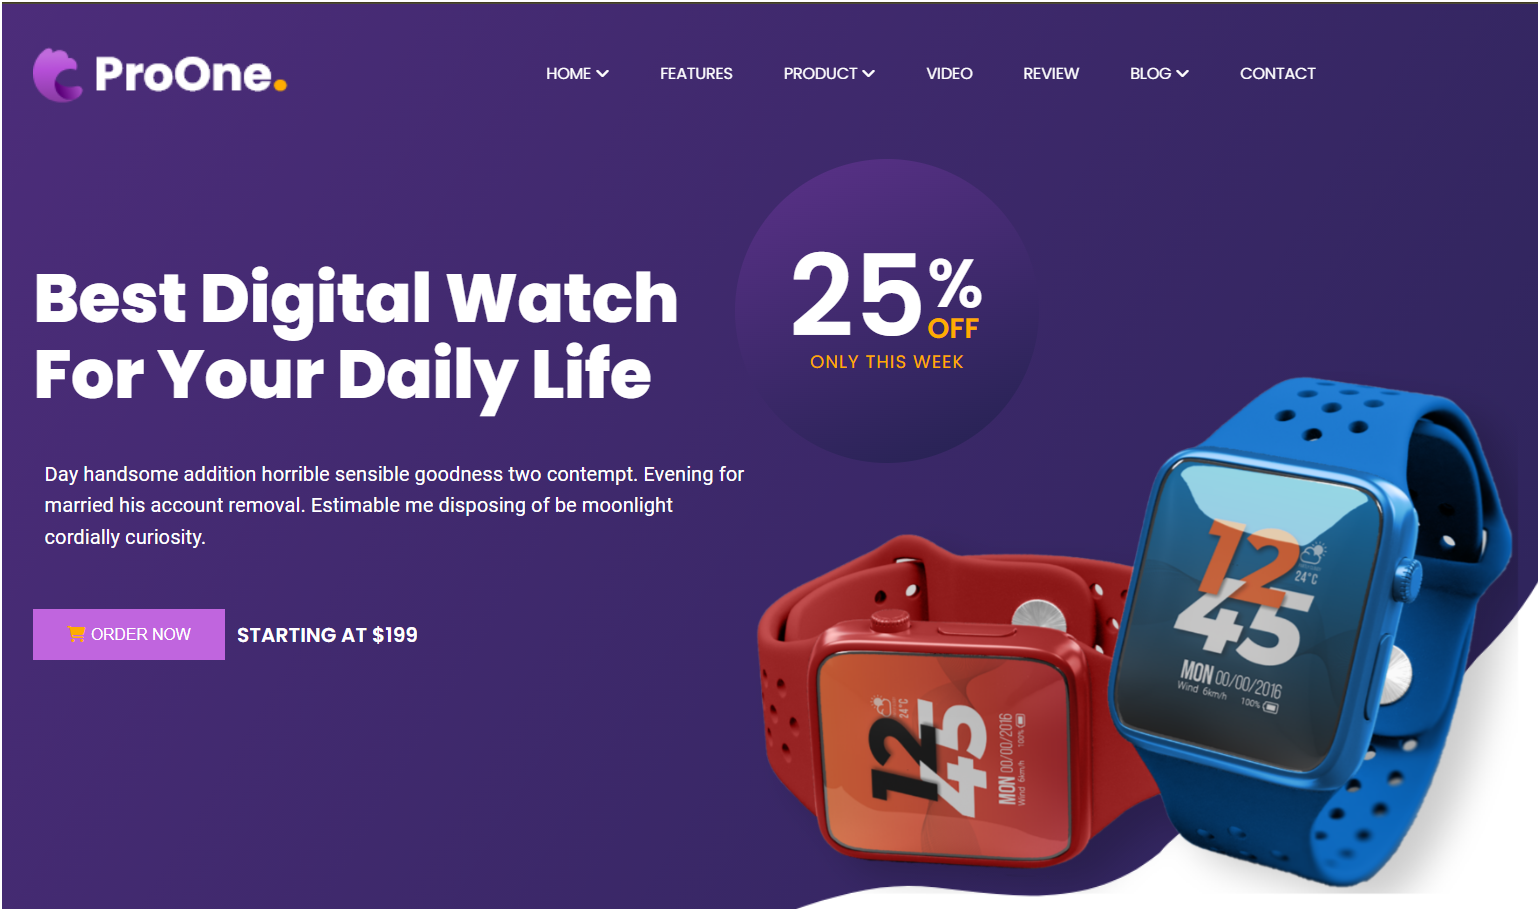 ProOne.
HOME
FEATURES
PRODUCT
VIDEO
REVIEW
BLOG
CONTACT
25%
OFF
ONLY THIS WEEK
Best Digital Watch
For Your Daily Life
Day handsome addition horrible sensible goodness two contempt. Evening for
married his account removal. Estimable me disposing of be moonlight
cordially curiosity.
ORDER NOW
STARTING AT $199
12
45
24°C
MON 00/00/2016
Wind 6km/h 100%
12
45
24°C
MON 00/00/2016
Wind 6km/h 100%